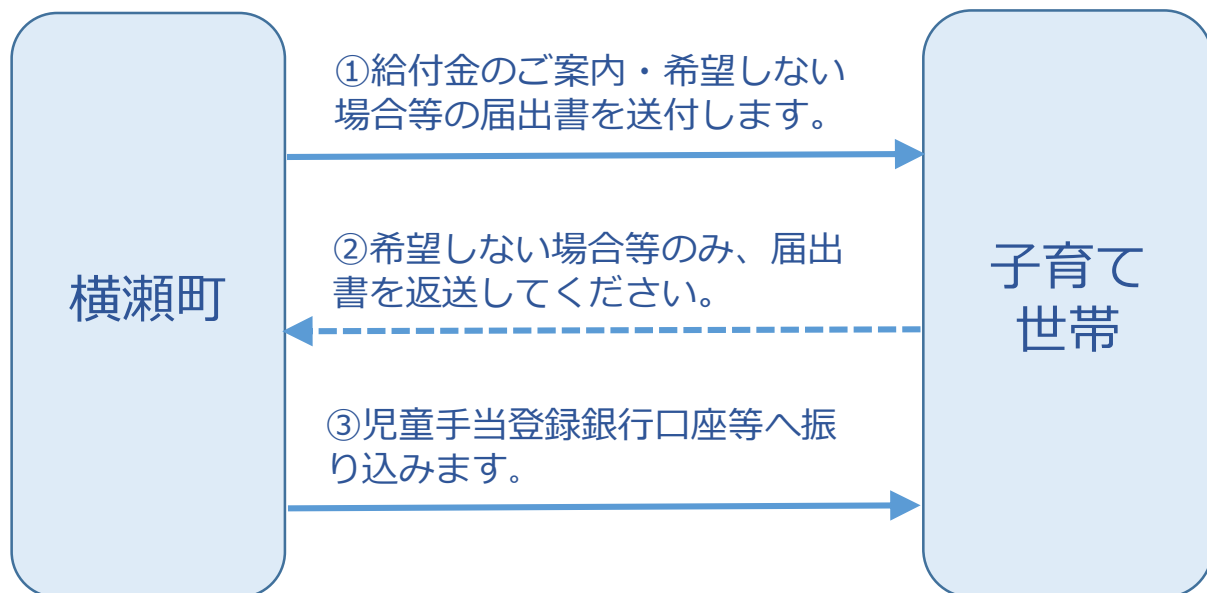 横瀬町
①給付金のご案内・希望しない
場合等の届出書を送付します。
②希望しない場合等のみ、届出
書を返送してください。
③児童手当登録銀行口座等へ振
り込みます。
子育て
世帯